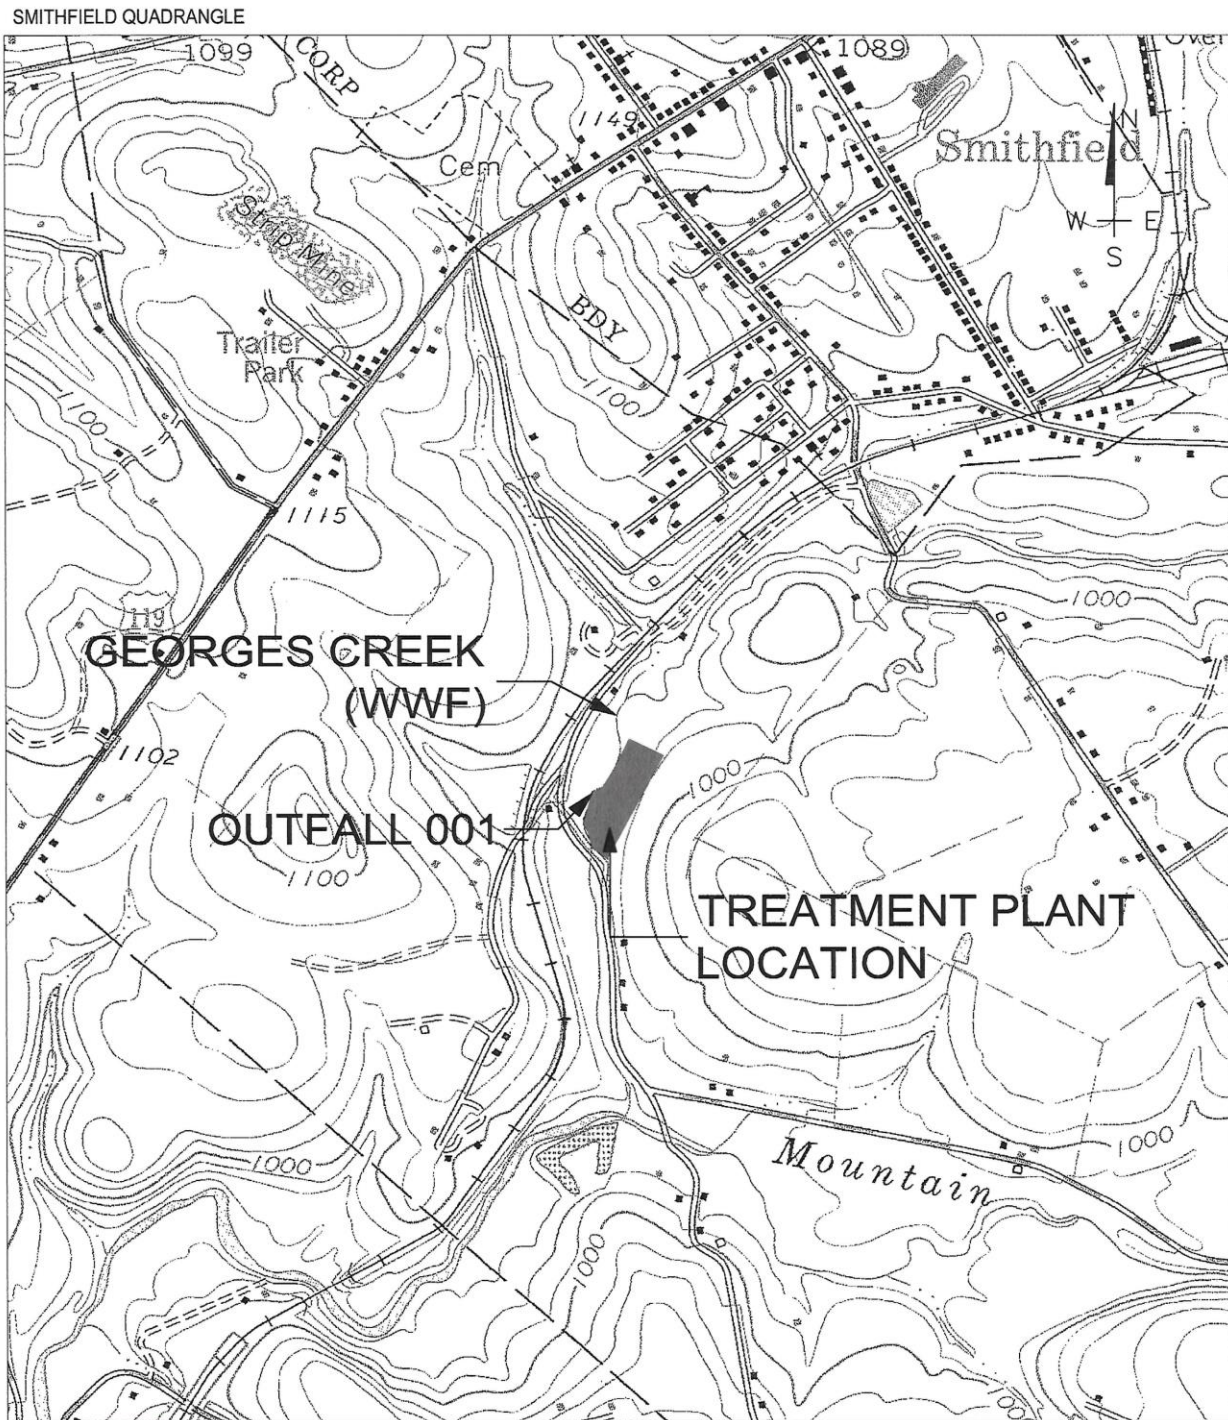 SMITHFIELD QUADRANGLE
1099
CORP
1089
1149
Cem
Smithfield
N
W
E
S
Strip Mine
BDY
Trailer
Park
1100
1100
1115
1000
119
GEORGES CREEK
(WWF)
1102
1000
OUTFALL 001
1100
TREATMENT PLANT
LOCATION
1000
1000
Mountain
1000
1000